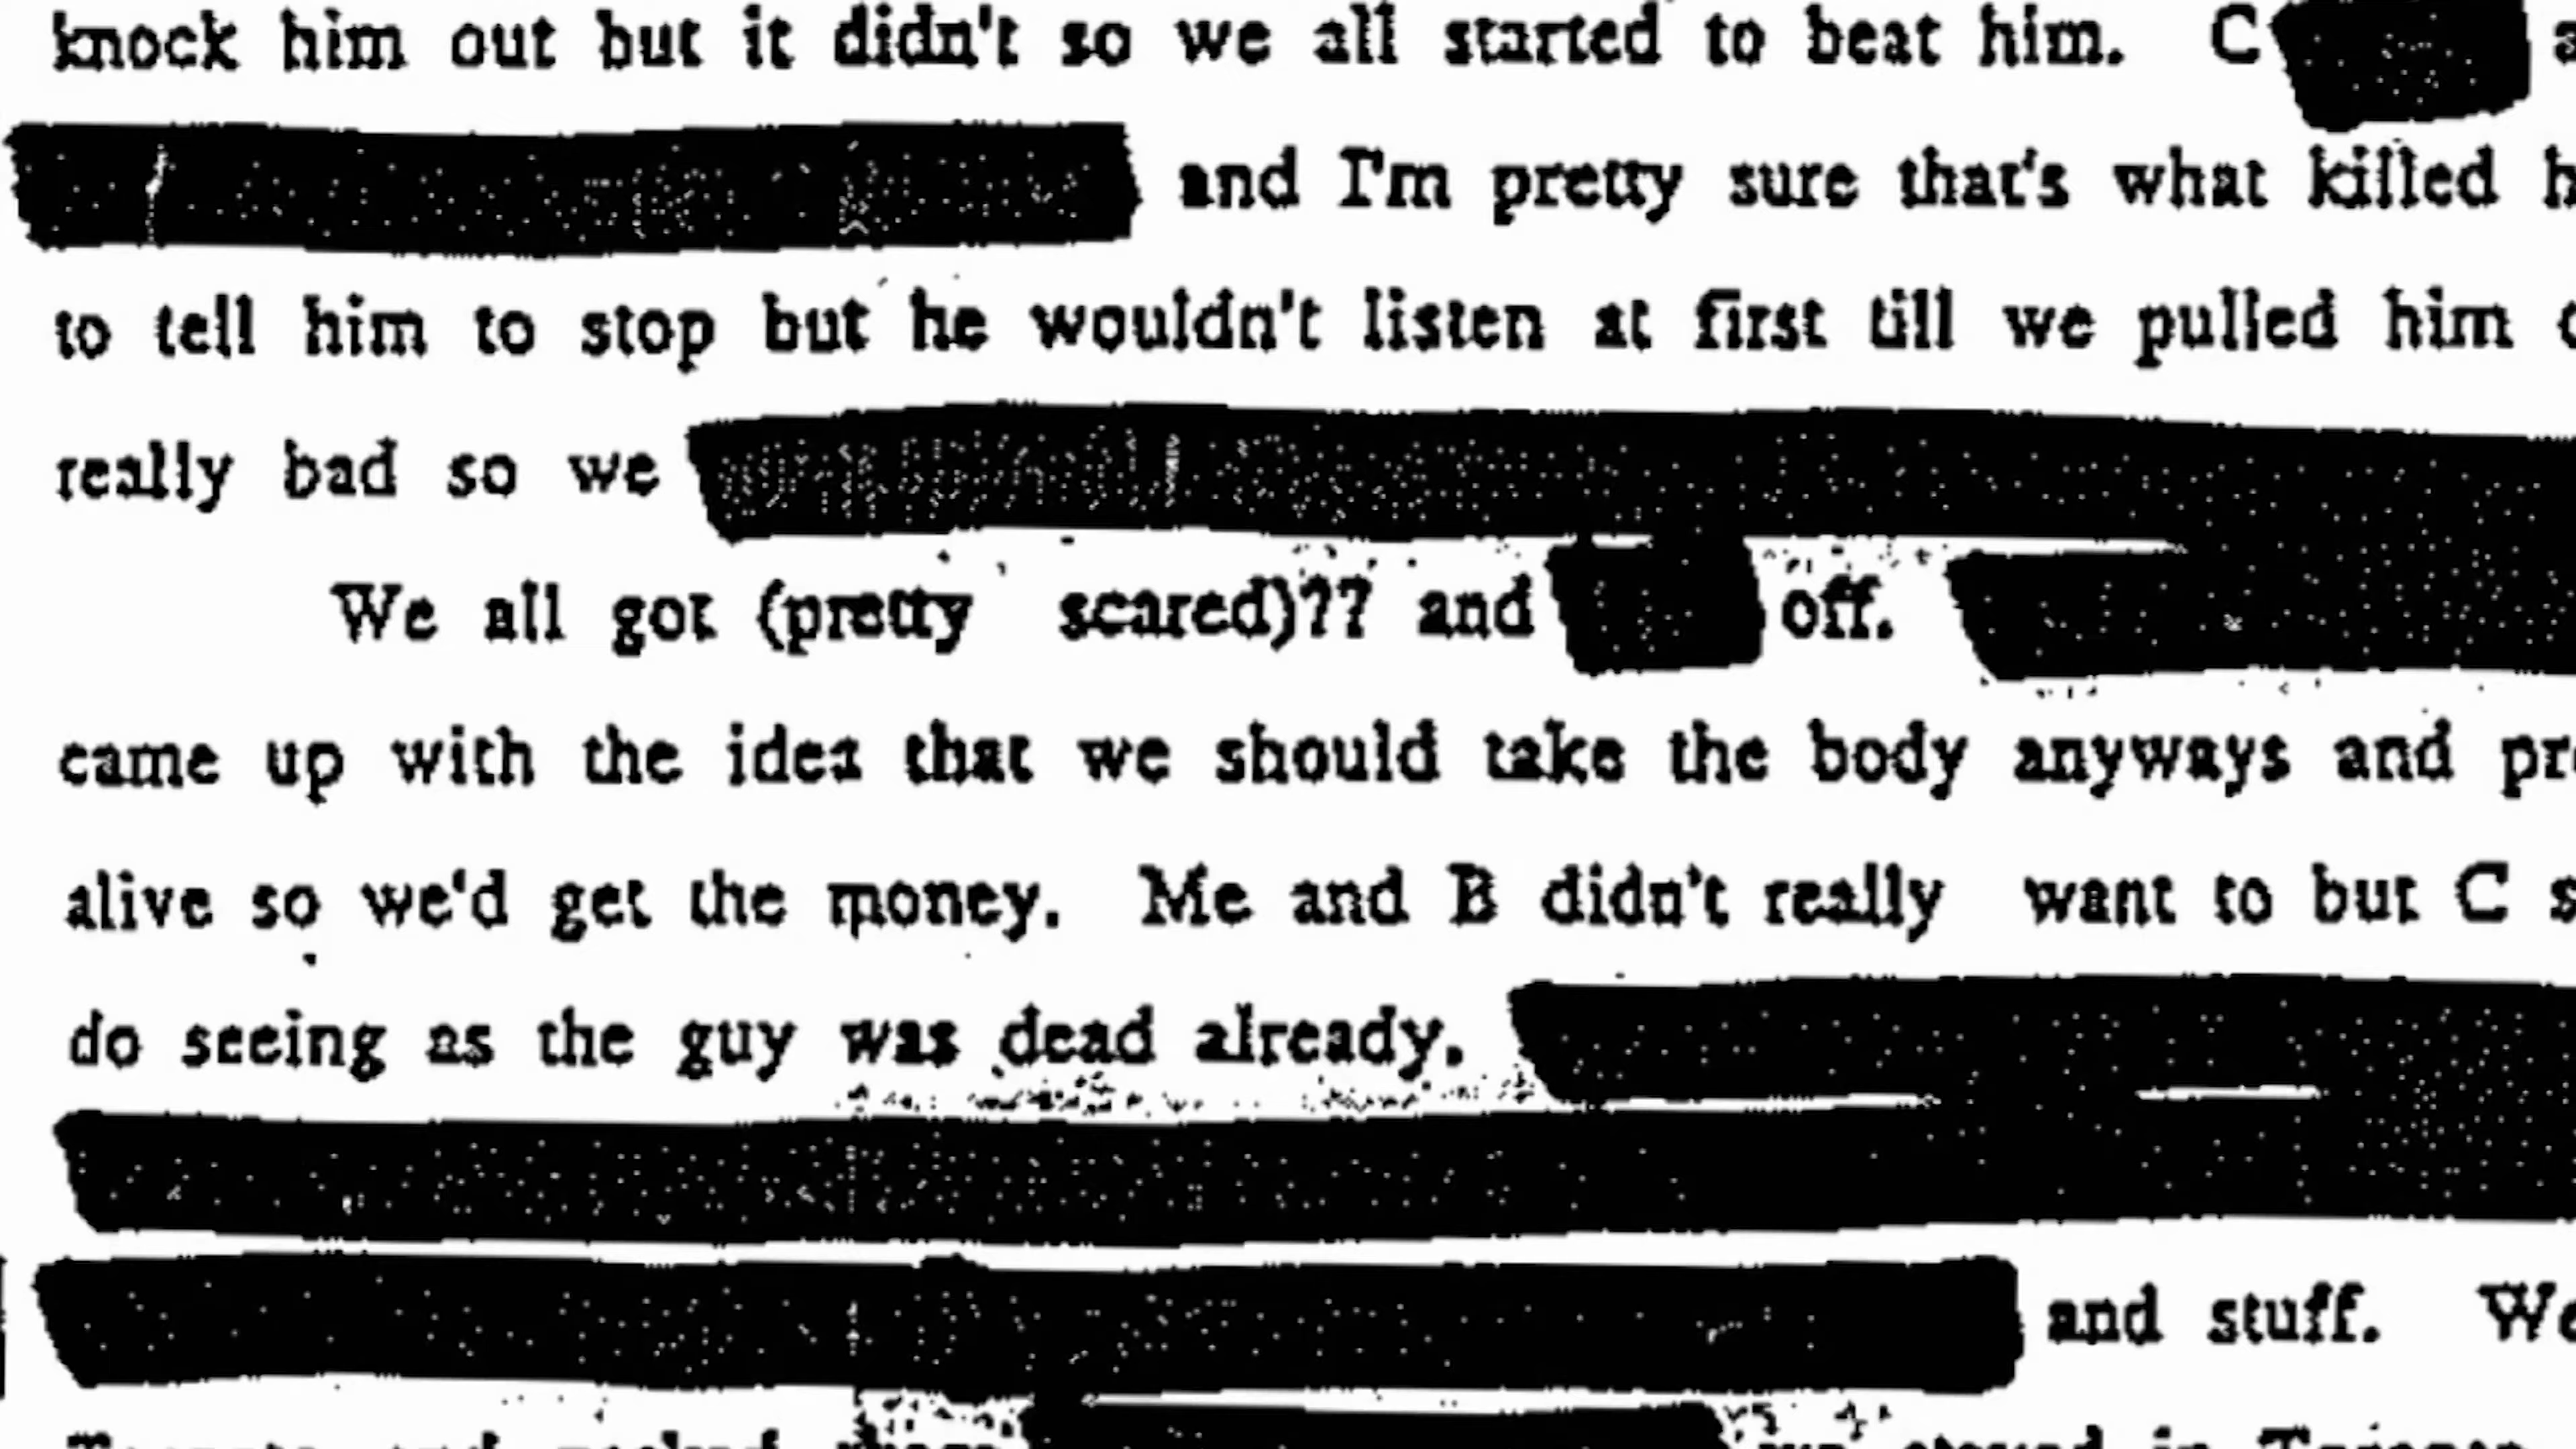 knock him out but it didn't so we all started to beat him. C
and I'm pretty sure that's what killed
to tell him to stop but he wouldn't listen at first till we pulled him
really bad so we
We all got (pretty scared)?? and off.
came up with the idea that we should take the body anyways and
alive so we'd get the money. Me and B didn't really want to but C
do seeing as the guy was dead already.
and stuff. We